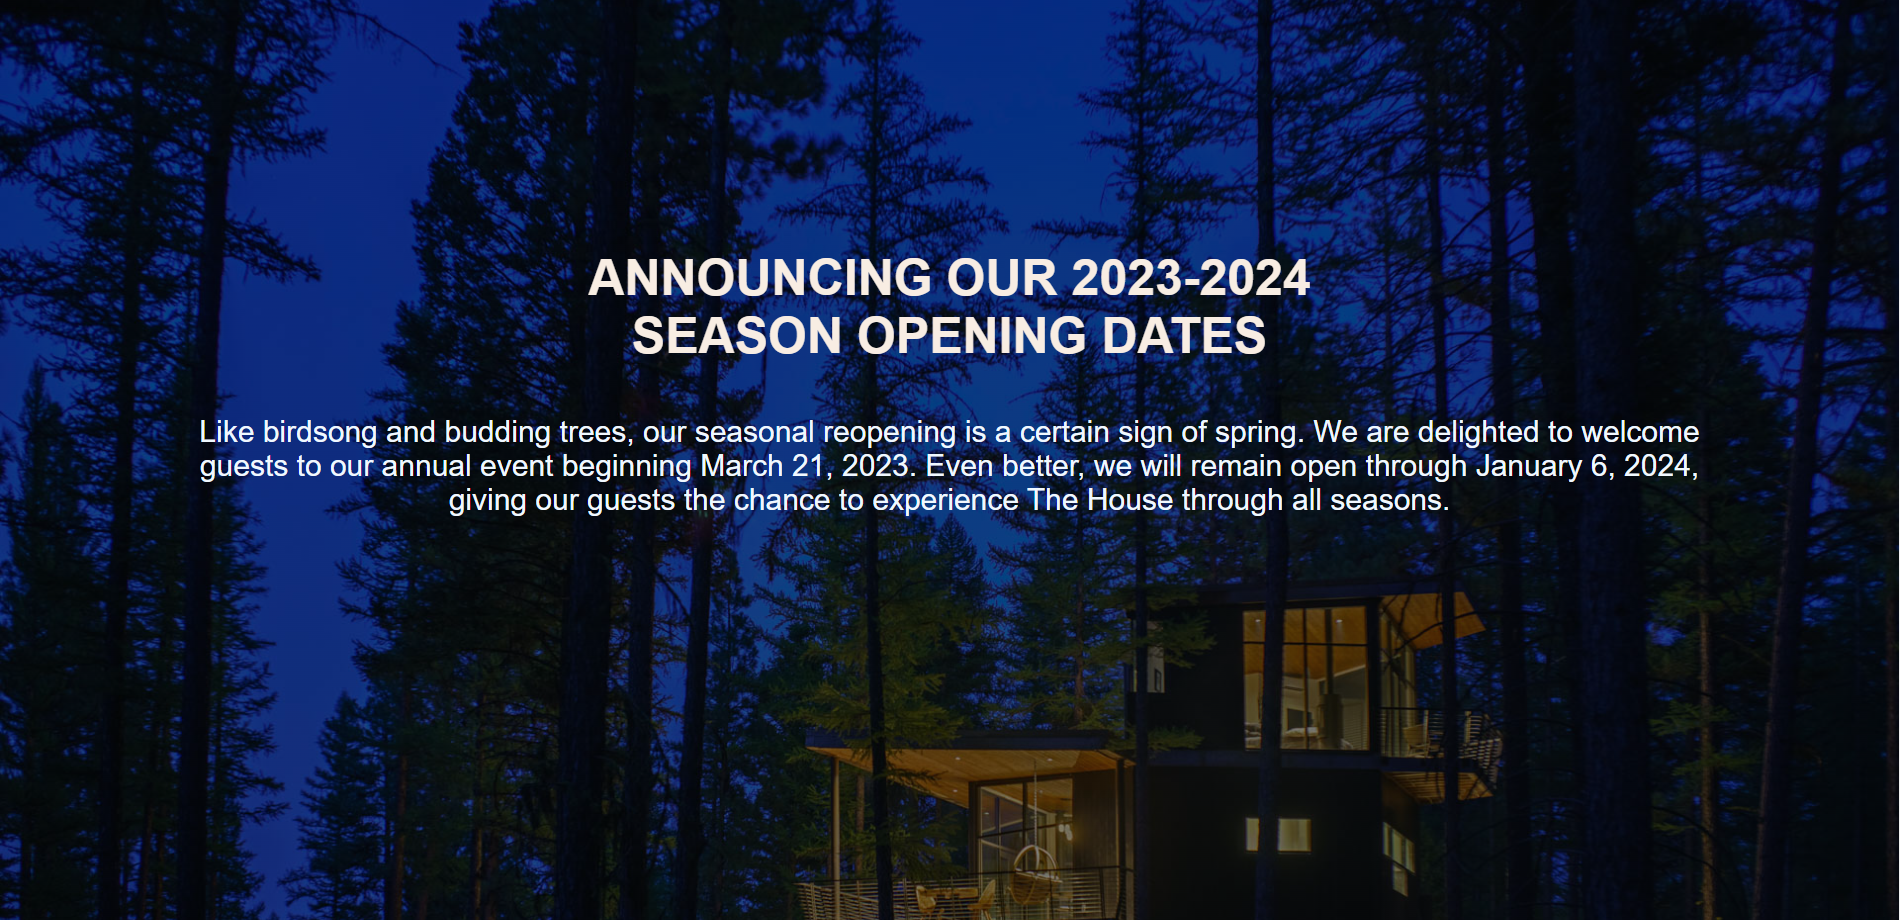 ANNOUNCING OUR 2023-2024
SEASON OPENING DATES
Like birdsong and budding trees, our seasonal reopening is a certain sign of spring. We are delighted to welcome
guests to our annual event beginning March 21, 2023. Even better, we will remain open through January 6, 2024,
giving our guests the chance to experience The House through all seasons.